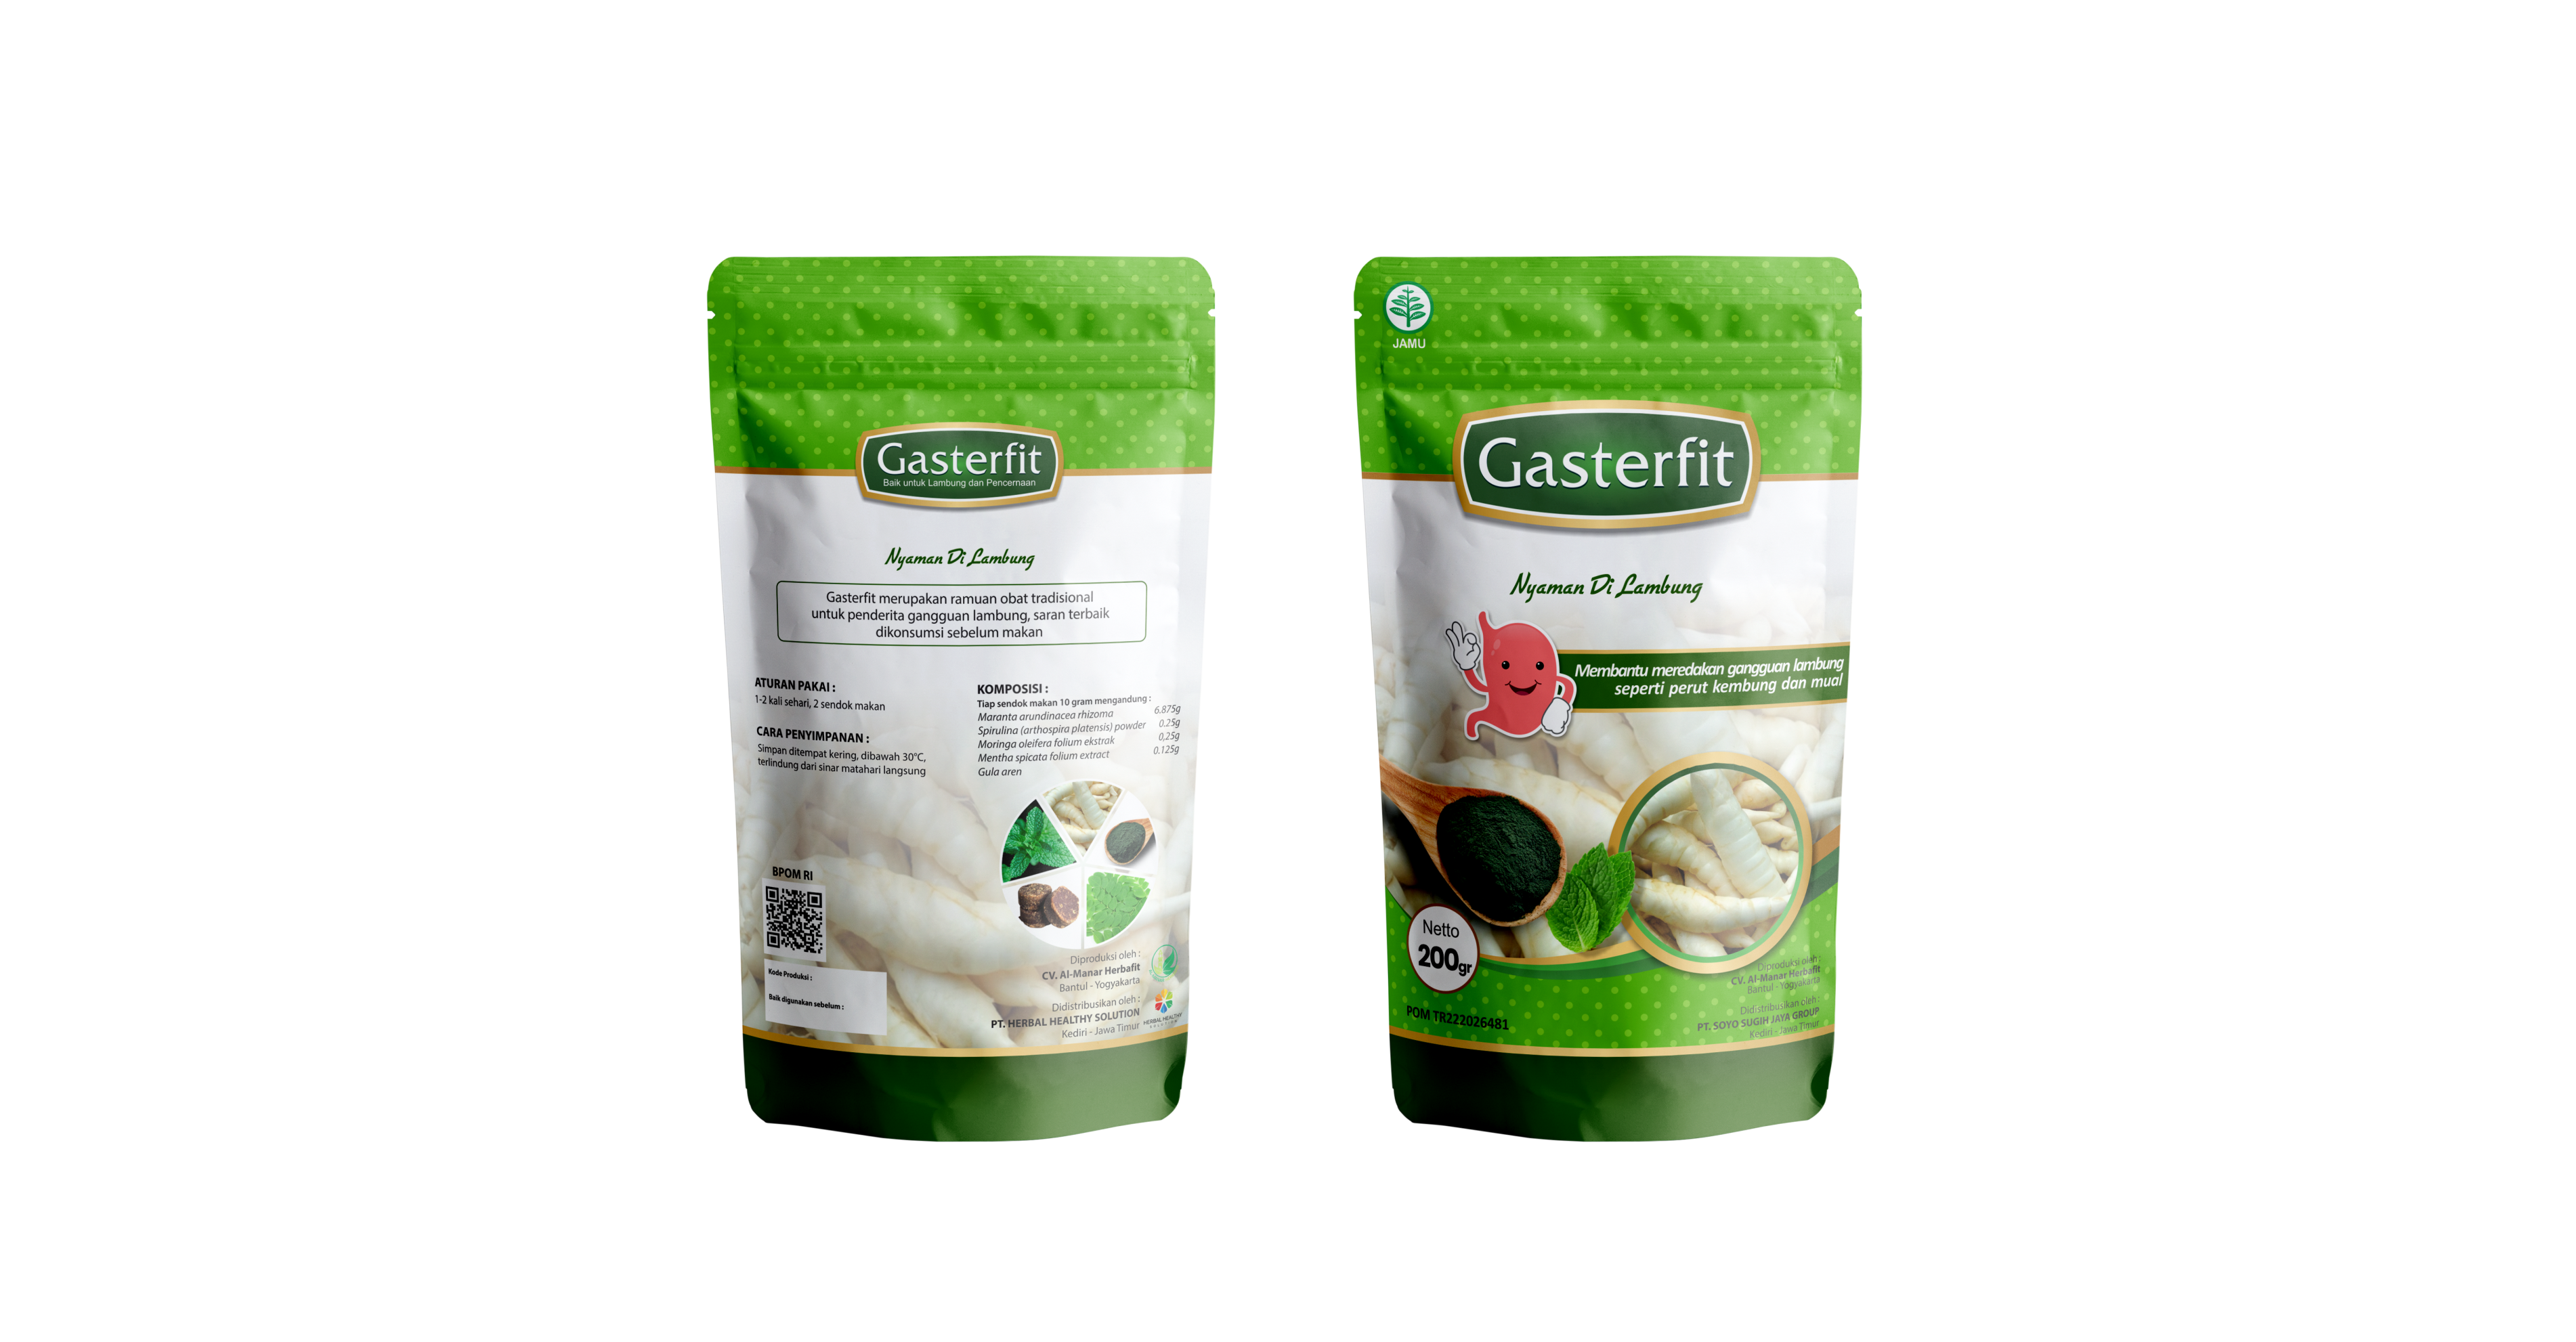 Gasterfit
Baik untuk Lambung dan Pencernaan
Nyaman Di Lambung
Gasterfit merupakan ramuan obat tradisional
untuk penderita gangguan lambung, saran terbaik
dikonsumsi sebelum makan
ATURAN PAKAI :
1-2 kali sehari, 2 sendok makan
CARA PENYIMPANAN :
Simpan ditempat kering, dibawah 30°C,
terlindung dari sinar matahari langsung
KOMPOSISI :
Tiap sendok makan 10 gram mengandung :
Maranta arundinacea rhizoma 6.875g
Spirulina (arthospira platensis) powder 0.25g
Moringa oleifera folium ekstrak 0,25g
Mentha spicata folium extract 0.125g
Gula aren
BPOM RI
Kode Produksi :
Baik digunakan sebelum :
Diproduksi oleh :
CV. Al-Manar Herbafit
Bantul - Yogyakarta
Didistribusikan oleh :
PT. HERBAL HEALTHY SOLUTION
Kediri - Jawa Timur
HERBAL HEALTHY
SOLUTION
JAMU
Gasterfit
Nyaman Di Lambung
Membantu meredakan gangguan lambung
seperti perut kembung dan mual
Netto
200gr
POM TR222026481
Diproduksi oleh :
CV. Al-Manar Herbafit
Bantul - Yogyakarta
Didistribusikan oleh :
PT. SOYO SUGIH JAYA GROUP
Kediri - Jawa Timur